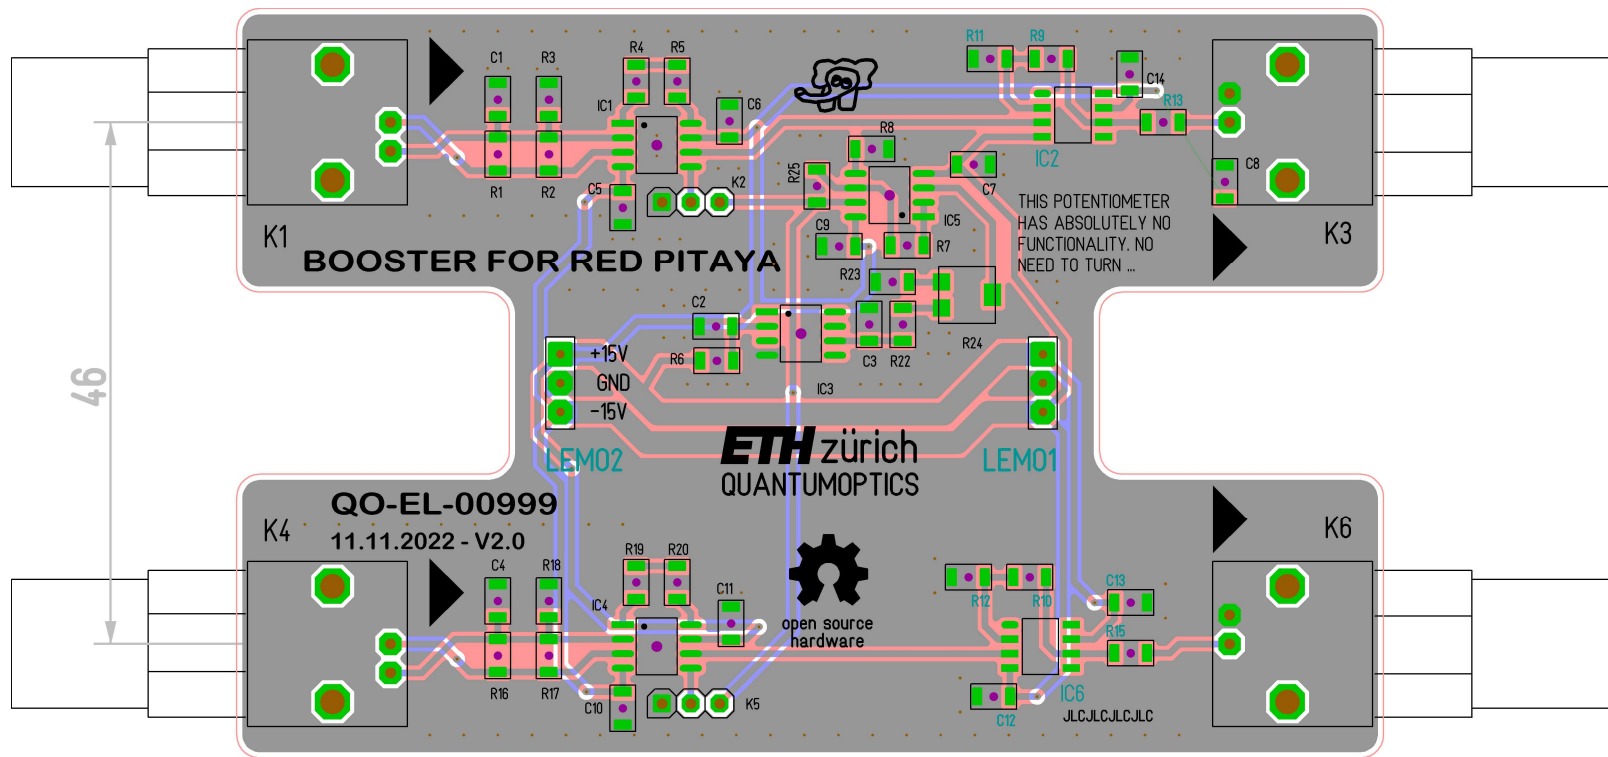 R4 R5
R11 R9
C1 R3
C14
IC1
C6
R13
R8
IC2
R25
C7
C8
R1 R2
C5
K2
THIS POTENTIOMETER
HAS ABSOLUTELY NO
FUNCTIONALITY. NO
NEED TO TURN ...
IC5
C9
R7
K1
K3
BOOSTER FOR RED PITAYA
R23
C2
R24
R6
C3 R22
+15V
GND
-15V
46
IC3
LEMO2
LEMO1
ETH zürich
QUANTUMOPTICS
QO-EL-00999
11.11.2022 - V2.0
K4
K6
R19 R20
C4 R18
C11
IC4
open source
hardware
R12 R10
C13
R15
R16 R17
C10
K5
IC6
C12
JLCJLCJLCJLC